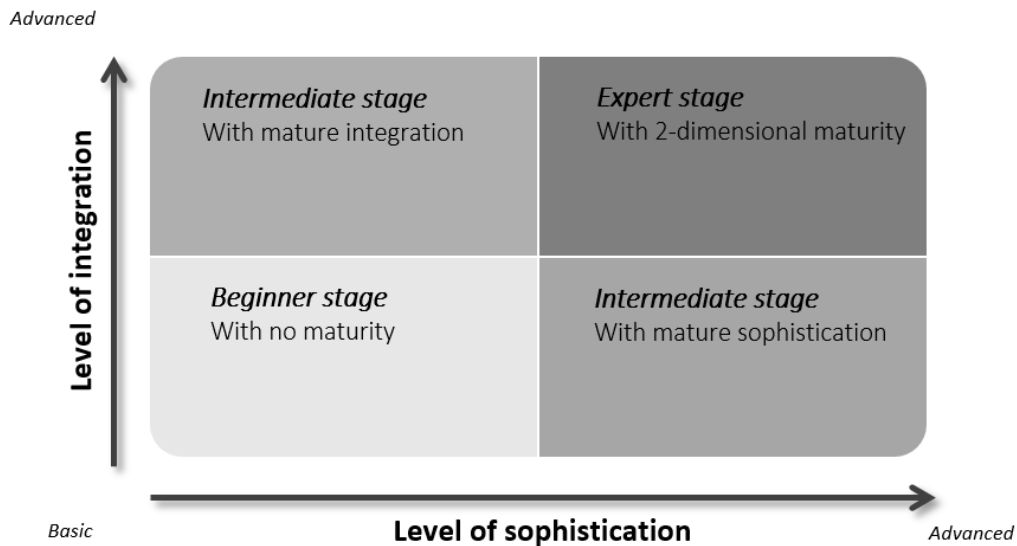 Advanced
Intermediate stage
With mature integration
Expert stage
With 2-dimensional maturity
Level of integration
Beginner stage
With no maturity
Intermediate stage
With mature sophistication
Basic
Level of sophistication
Advanced